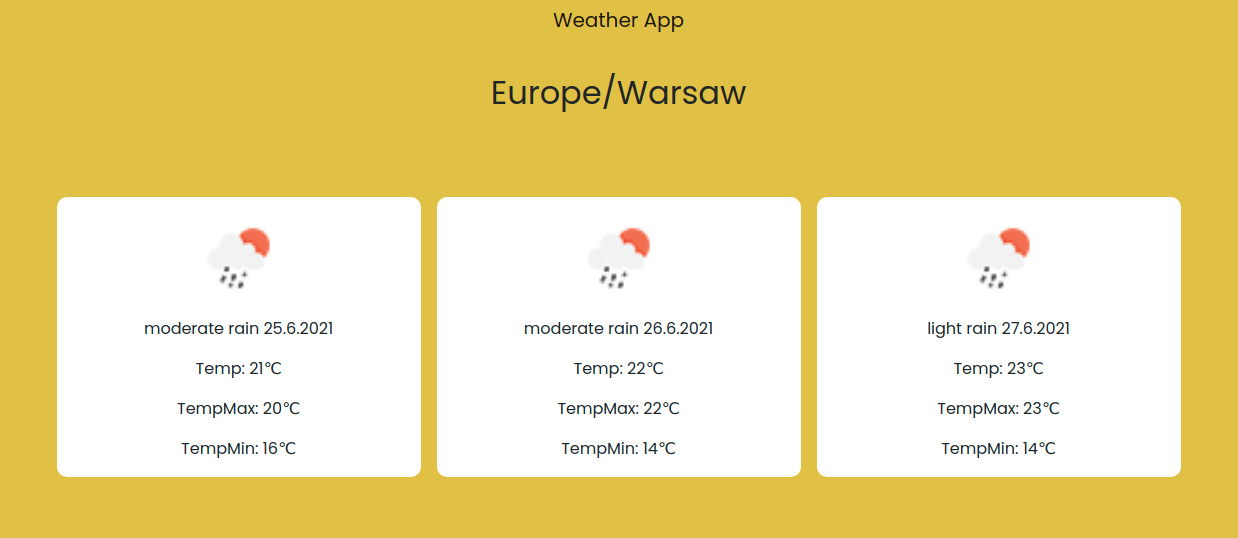 Weather App
Europe/Warsaw
moderate rain 25.6.2021
Temp: 21℃
TempMax: 20℃
TempMin: 16℃
moderate rain 26.6.2021
Temp: 22℃
TempMax: 22℃
TempMin: 14℃
light rain 27.6.2021
Temp: 23℃
TempMax: 23℃
TempMin: 14℃